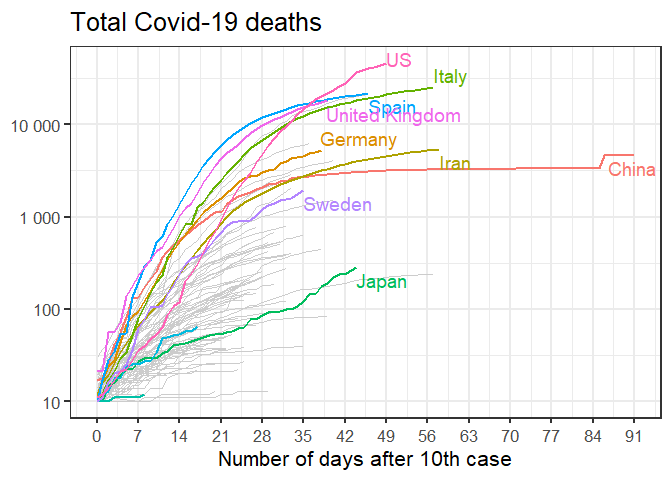 Total Covid-19 deaths
US
Italy
Spain
United Kingdom
Germany
Iran
China
Sweden
Japan
10 000
1 000
100
10
0 7 14 21 28 35 42 49 56 63 70 77 84 91
Number of days after 10th case